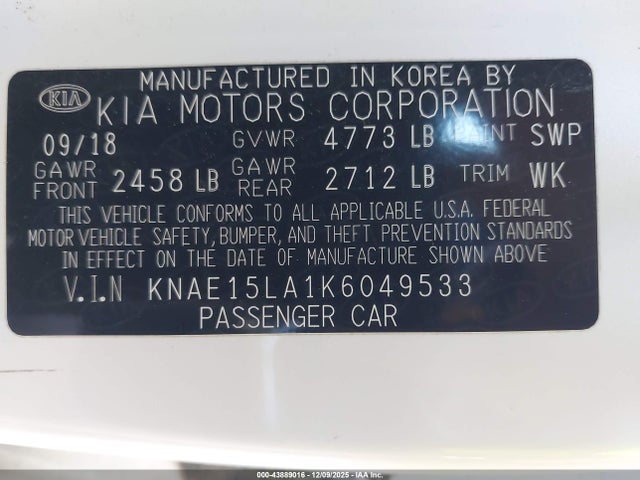 MANUFACTURED IN KOREA BY
KIA KIA MOTORS CORPORATION
09/18 GVWR 4773 LB PAINT SWP
GAWR FRONT 2458 LB GAWR REAR 2712 LB TRIM WK
THIS VEHICLE CONFORMS TO ALL APPLICABLE U.S.A. FEDERAL
MOTOR VEHICLE SAFETY, BUMPER, AND THEFT PREVENTION STANDARDS
IN EFFECT ON THE DATE OF MANUFACTURE SHOWN ABOVE
V.I.N KNAE15LA1K6049533
PASSENGER CAR
000-43889016 - 12/09/2025 - IAA, Inc.